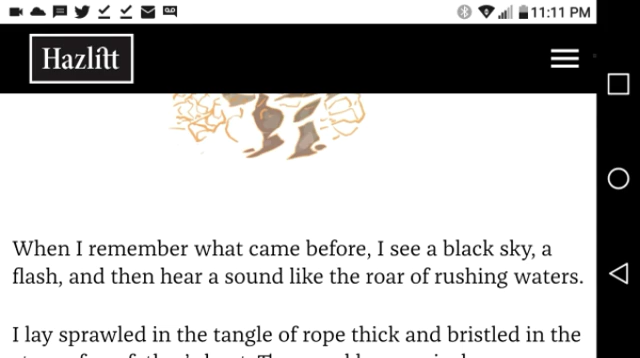 11:11 PM
Hazlitt
When I remember what came before, I see a black sky, a
flash, and then hear a sound like the roar of rushing waters.
I lay sprawled in the tangle of rope thick and bristled in the